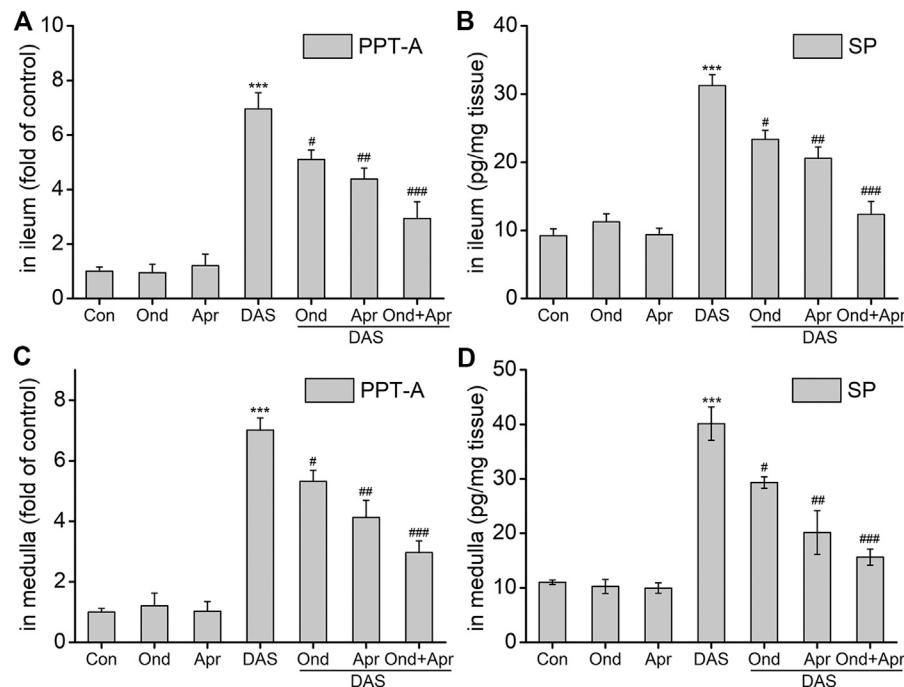 A
in ileum (fold of control)
10
8
6
4
2
0
PPT-A
***
#
##
###
Con Ond Apr DAS Ond Apr Ond+Apr
DAS
B
in ileum (pg/mg tissue)
40
30
20
10
0
SP
***
#
##
###
Con Ond Apr DAS Ond Apr Ond+Apr
DAS
C
in medulla (fold of control)
8
6
4
2
0
PPT-A
***
#
##
###
Con Ond Apr DAS Ond Apr Ond+Apr
DAS
D
in medulla (pg/mg tissue)
50
40
30
20
10
0
SP
***
#
##
###
Con Ond Apr DAS Ond Apr Ond+Apr
DAS